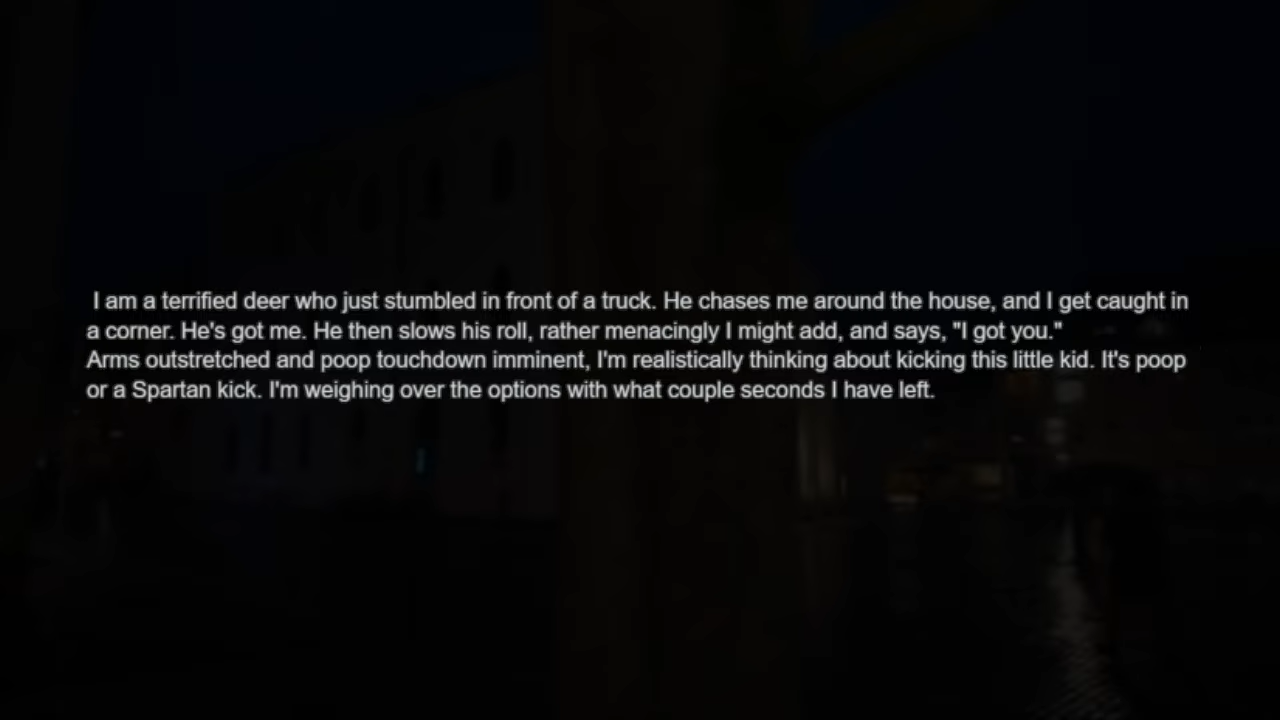 I am a terrified deer who just stumbled in front of a truck. He chases me around the house, and I get caught in
a corner. He's got me. He then slows his roll, rather menacingly I might add, and says, "I got you."
Arms outstretched and poop touchdown imminent, I'm realistically thinking about kicking this little kid. It's poop
or a Spartan kick. I'm weighing over the options with what couple seconds I have left.